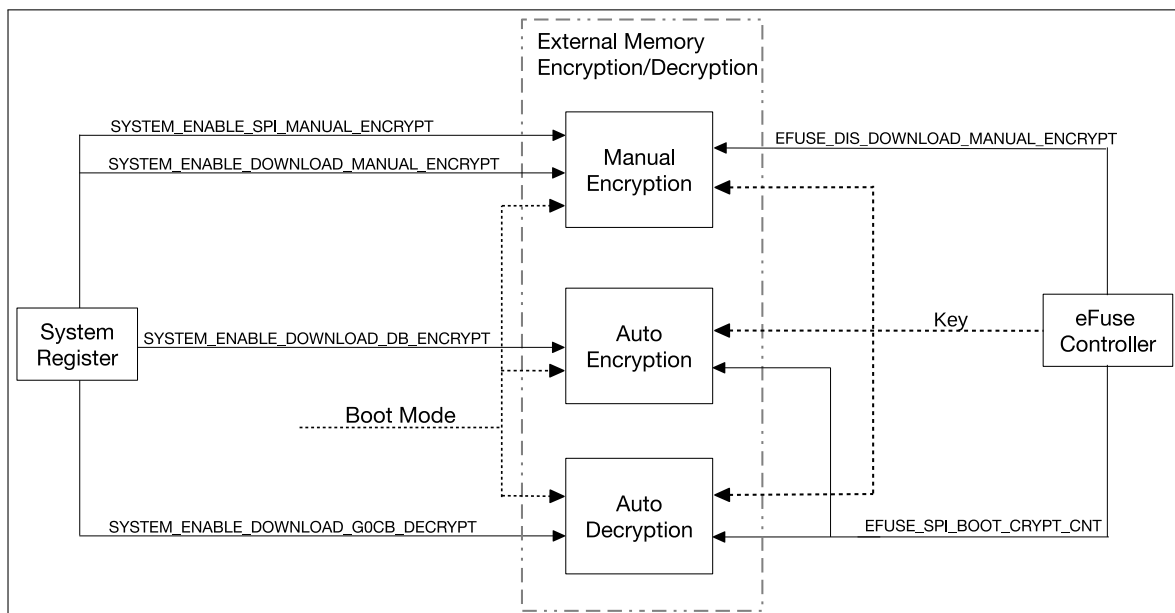 External Memory
Encryption/Decryption
SYSTEM_ENABLE_SPI_MANUAL_ENCRYPT
EFUSE_DIS_DOWNLOAD_MANUAL_ENCRYPT
SYSTEM_ENABLE_DOWNLOAD_MANUAL_ENCRYPT
Manual
Encryption
System
Register
SYSTEM_ENABLE_DOWNLOAD_DB_ENCRYPT
Auto
Encryption
Key
eFuse
Controller
Boot Mode
Auto
Decryption
SYSTEM_ENABLE_DOWNLOAD_G0CB_DECRYPT
EFUSE_SPI_BOOT_CRYPT_CNT